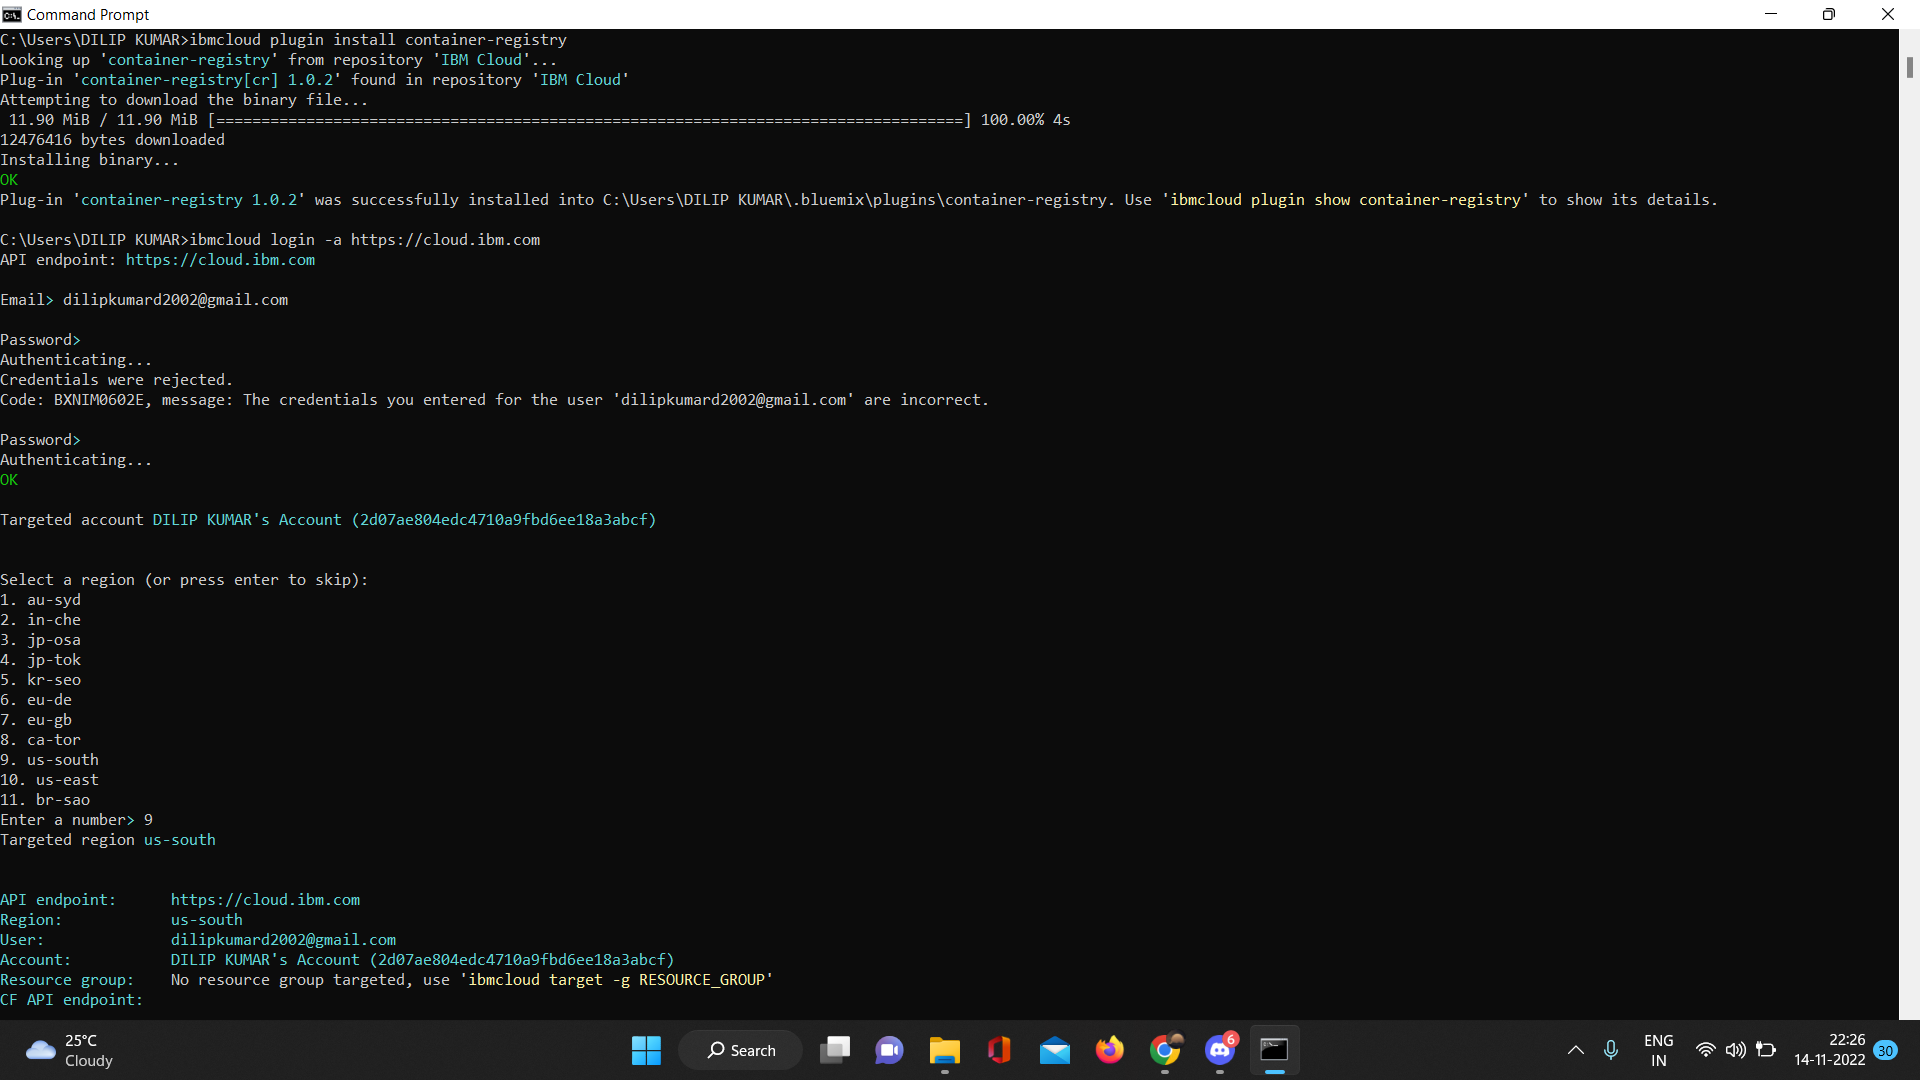 Command Prompt
C:\Users\DILIP KUMAR>ibmcloud plugin install container-registry
Looking up 'container-registry' from repository 'IBM Cloud'...
Plug-in 'container-registry[cr] 1.0.2' found in repository 'IBM Cloud'
Attempting to download the binary file...
11.90 MiB / 11.90 MiB [===================================================================================] 100.00% 4s
12476416 bytes downloaded
Installing binary...
OK
Plug-in 'container-registry 1.0.2' was successfully installed into C:\Users\DILIP KUMAR\.bluemix\plugins\container-registry. Use 'ibmcloud plugin show container-registry' to show its details.
C:\Users\DILIP KUMAR>ibmcloud login -a https://cloud.ibm.com
API endpoint: https://cloud.ibm.com
Email> dilipkumard2002@gmail.com
Password>
Authenticating...
Credentials were rejected.
Code: BXNIM0602E, message: The credentials you entered for the user 'dilipkumard2002@gmail.com' are incorrect.
Password>
Authenticating...
OK
Targeted account DILIP KUMAR's Account (2d07ae804edc4710a9fbd6ee18a3abcf)
Select a region (or press enter to skip):
1. au-syd
2. in-che
3. jp-osa
4. jp-tok
5. kr-seo
6. eu-de
7. eu-gb
8. ca-tor
9. us-south
10. us-east
11. br-sao
Enter a number> 9
Targeted region us-south
API endpoint: https://cloud.ibm.com
Region: us-south
User: dilipkumard2002@gmail.com
Account: DILIP KUMAR's Account (2d07ae804edc4710a9fbd6ee18a3abcf)
Resource group: No resource group targeted, use 'ibmcloud target -g RESOURCE_GROUP'
CF API endpoint:
25°C
Cloudy
Search
6
ENG
IN
22:26
14-11-2022
30